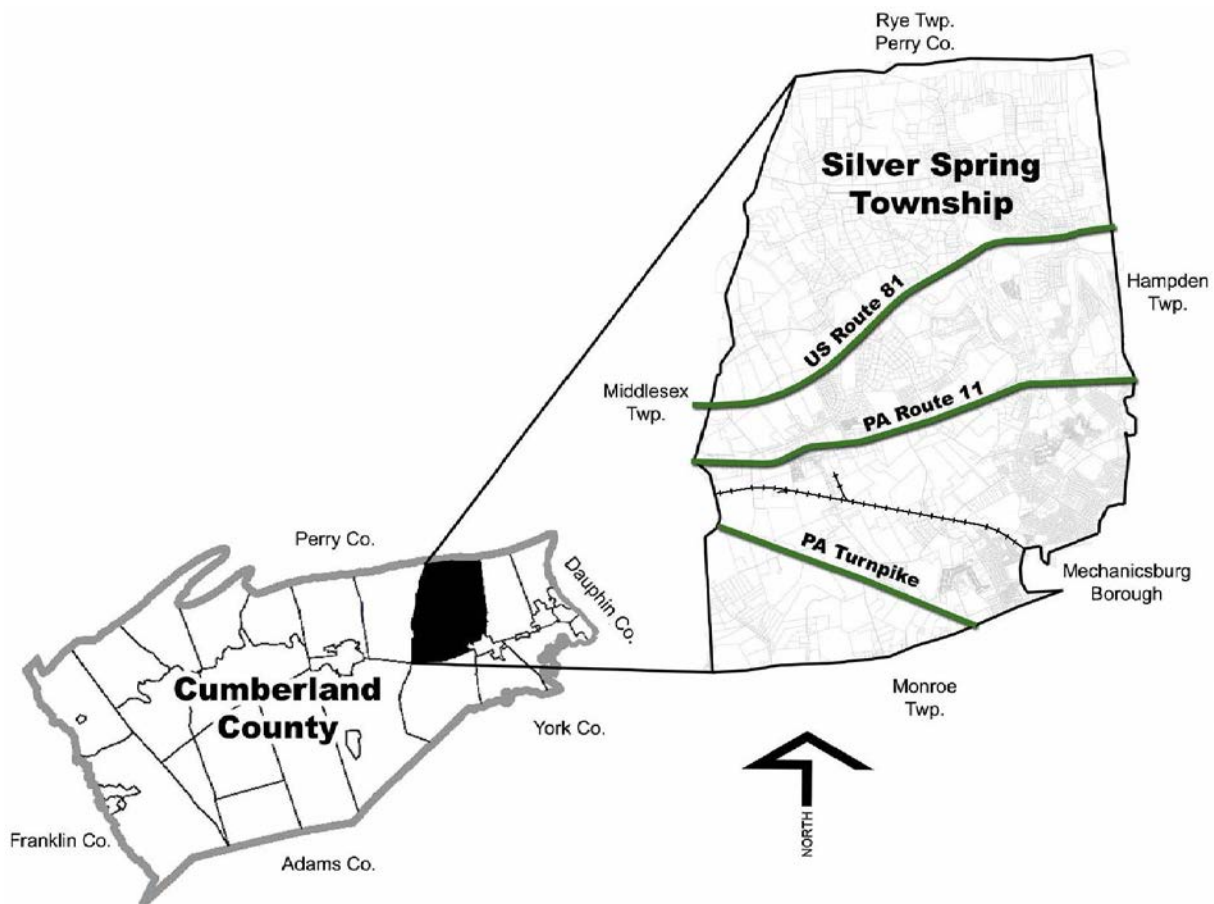 Rye Twp.
Perry Co.
Silver Spring
Township
US Route 81
Hampden
Twp.
Middlesex
Twp.
PA Route 11
PA Turnpike
Mechanicsburg
Borough
Monroe
Twp.
Perry Co.
Dauphin Co.
Cumberland
County
York Co.
Franklin Co.
Adams Co.
NORTH